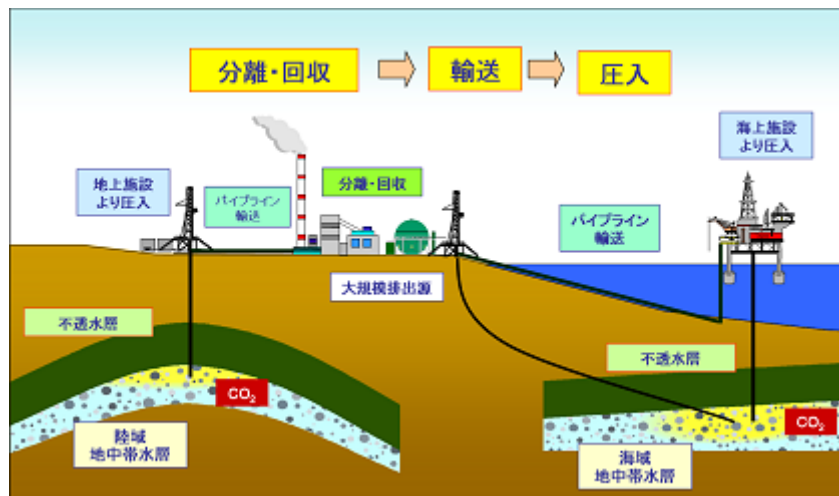 分離・回収
輸送
圧入
海上施設
より圧入
地上施設
より圧入
パイプライン
輸送
分離・回収
パイプライン
輸送
大規模排出源
不透水層
不透水層
CO₂
CO₂
陸域
地中帯水層
海域
地中帯水層